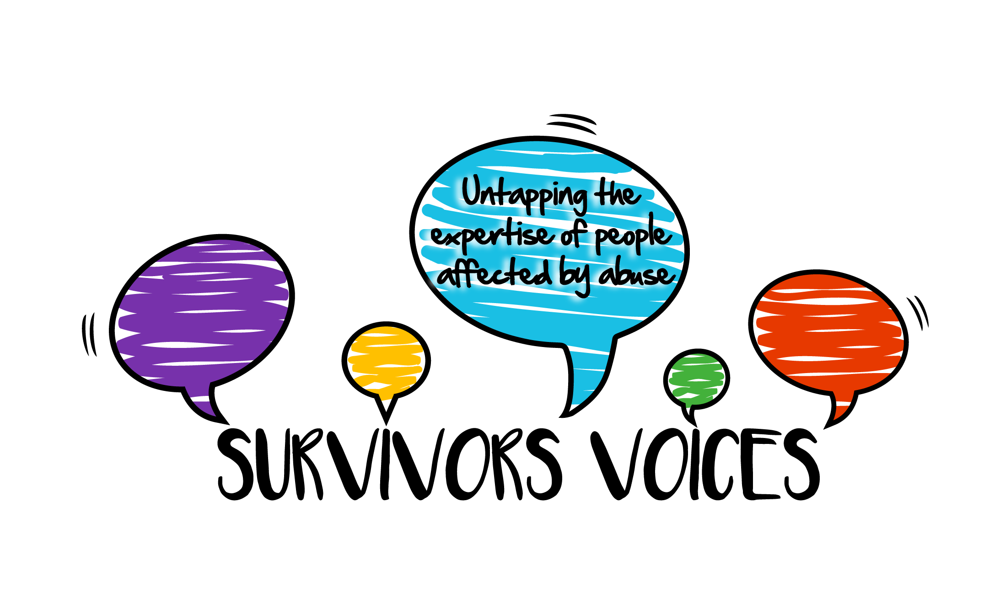 Untapping the
expertise of people
affected by abuse
SURVIVORS VOICES